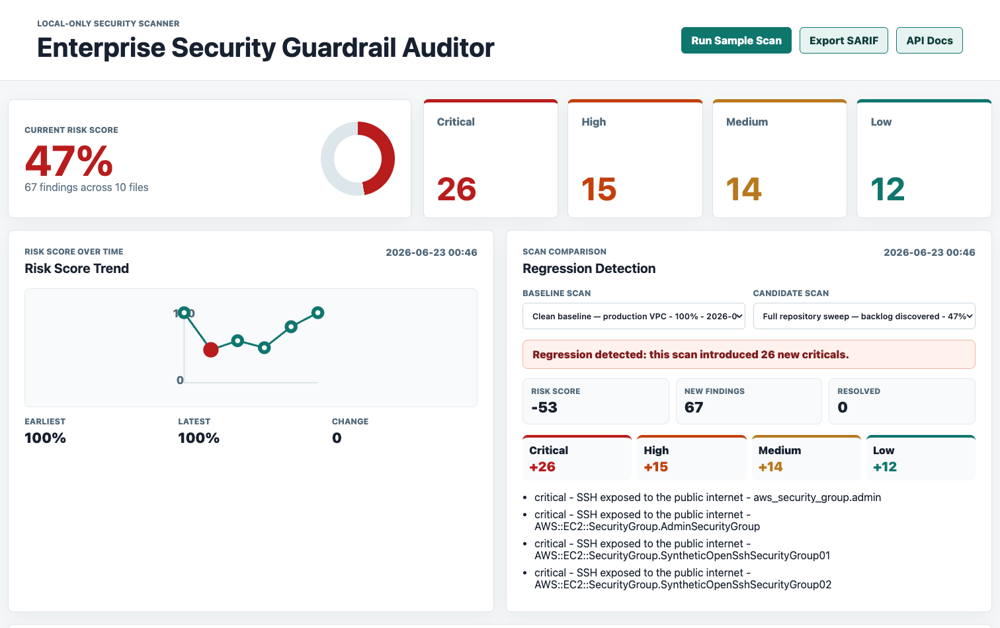 LOCAL-ONLY SECURITY SCANNER
Enterprise Security Guardrail Auditor
Run Sample Scan
Export SARIF
API Docs
CURRENT RISK SCORE
47%
67 findings across 10 files
Critical
26
High
15
Medium
14
Low
12
RISK SCORE OVER TIME
2026-06-23 00:46
Risk Score Trend
0
EARLIEST
100%
LATEST
100%
CHANGE
0
SCAN COMPARISON
2026-06-23 00:46
Regression Detection
BASELINE SCAN
Clean baseline — production VPC - 100% - 2026-0
CANDIDATE SCAN
Full repository sweep — backlog discovered - 47%
Regression detected: this scan introduced 26 new criticals.
RISK SCORE
-53
NEW FINDINGS
67
RESOLVED
0
Critical
+26
High
+15
Medium
+14
Low
+12
• critical - SSH exposed to the public internet - aws_security_group.admin
• critical - SSH exposed to the public internet -
AWS::EC2::SecurityGroup.AdminSecurityGroup
• critical - SSH exposed to the public internet -
AWS::EC2::SecurityGroup.SyntheticOpenSshSecurityGroup01
• critical - SSH exposed to the public internet -
AWS::EC2::SecurityGroup.SyntheticOpenSshSecurityGroup02